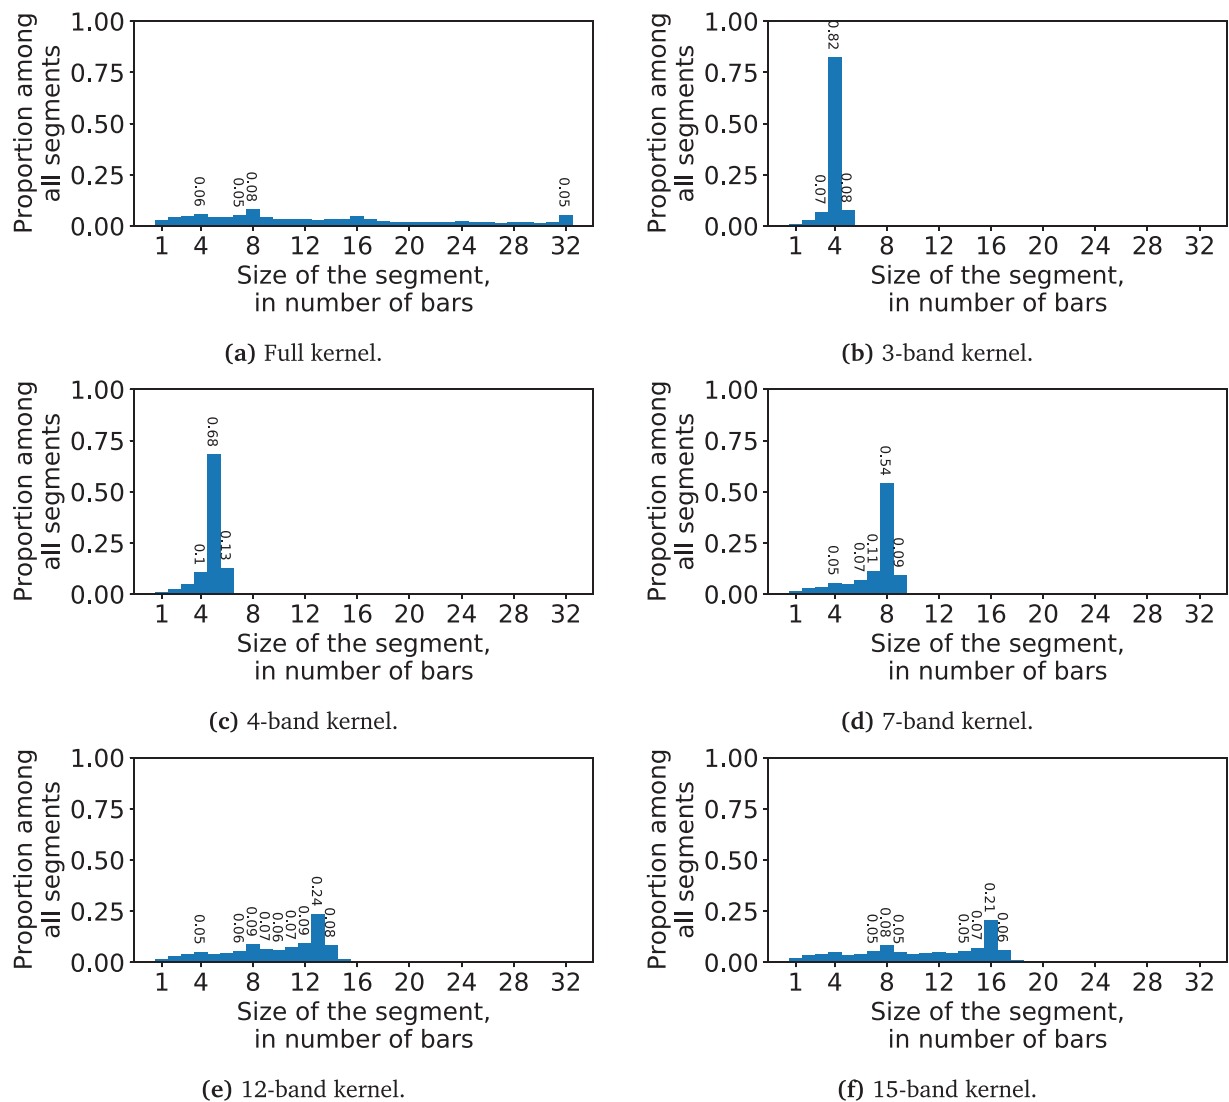 1.00
0.75
0.50
0.25
0.00
Proportion among
all segments
0.06
0.05
0.08
0.05
1 4 8 12 16 20 24 28 32
Size of the segment,
in number of bars
(a) Full kernel.
1.00
0.75
0.50
0.25
0.00
Proportion among
all segments
0.07
0.82
0.08
1 4 8 12 16 20 24 28 32
Size of the segment,
in number of bars
(b) 3-band kernel.
1.00
0.75
0.50
0.25
0.00
Proportion among
all segments
0.1
0.68
0.13
1 4 8 12 16 20 24 28 32
Size of the segment,
in number of bars
(c) 4-band kernel.
1.00
0.75
0.50
0.25
0.00
Proportion among
all segments
0.05
0.07
0.11
0.54
0.09
1 4 8 12 16 20 24 28 32
Size of the segment,
in number of bars
(d) 7-band kernel.
1.00
0.75
0.50
0.25
0.00
Proportion among
all segments
0.05
0.06
0.09
0.07
0.06
0.07
0.09
0.24
0.08
1 4 8 12 16 20 24 28 32
Size of the segment,
in number of bars
(e) 12-band kernel.
1.00
0.75
0.50
0.25
0.00
Proportion among
all segments
0.05
0.08
0.05
0.05
0.07
0.21
0.06
1 4 8 12 16 20 24 28 32
Size of the segment,
in number of bars
(f) 15-band kernel.